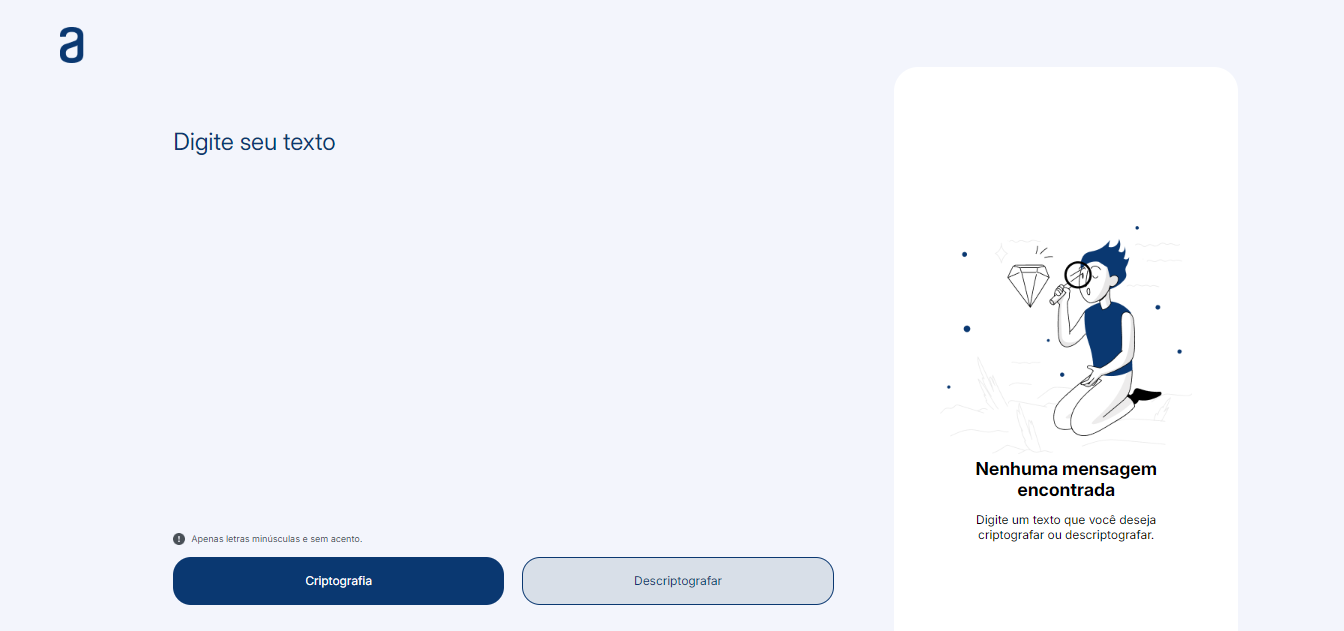 a
Digite seu texto
Apenas letras minúsculas e sem acento.
Criptografia
Descriptografar
Nenhuma mensagem
encontrada
Digite um texto que você deseja
criptografar ou descriptografar.